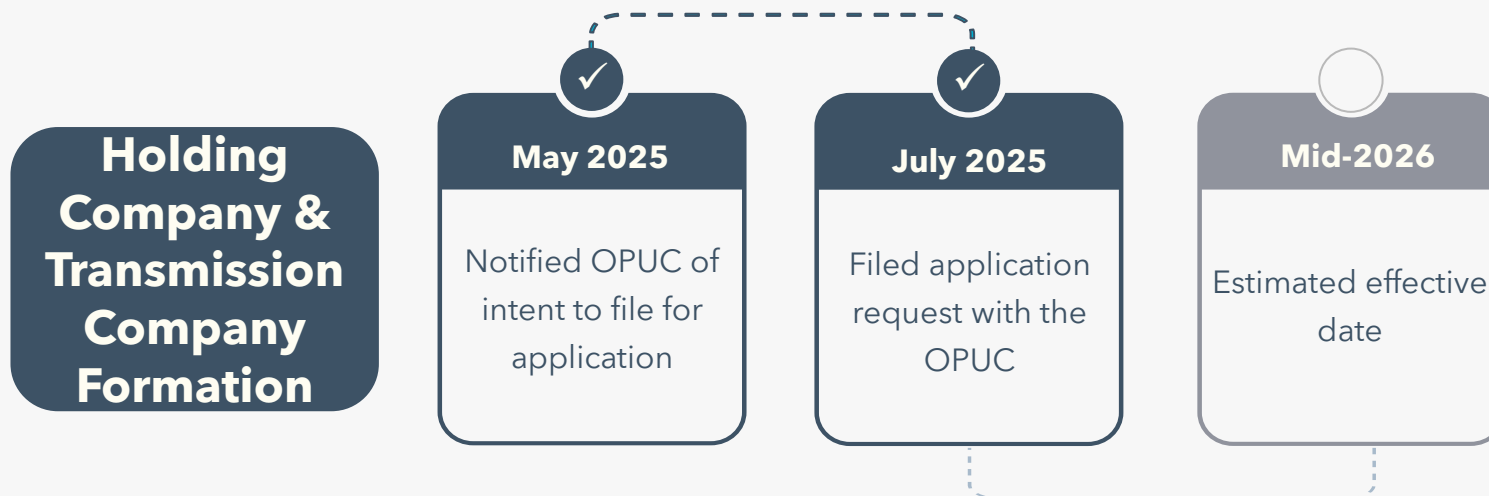 Holding
Company &
Transmission
Company
Formation
May 2025
Notified OPUC of
intent to file for
application
July 2025
Filed application
request with the
OPUC
Mid-2026
Estimated effective
date